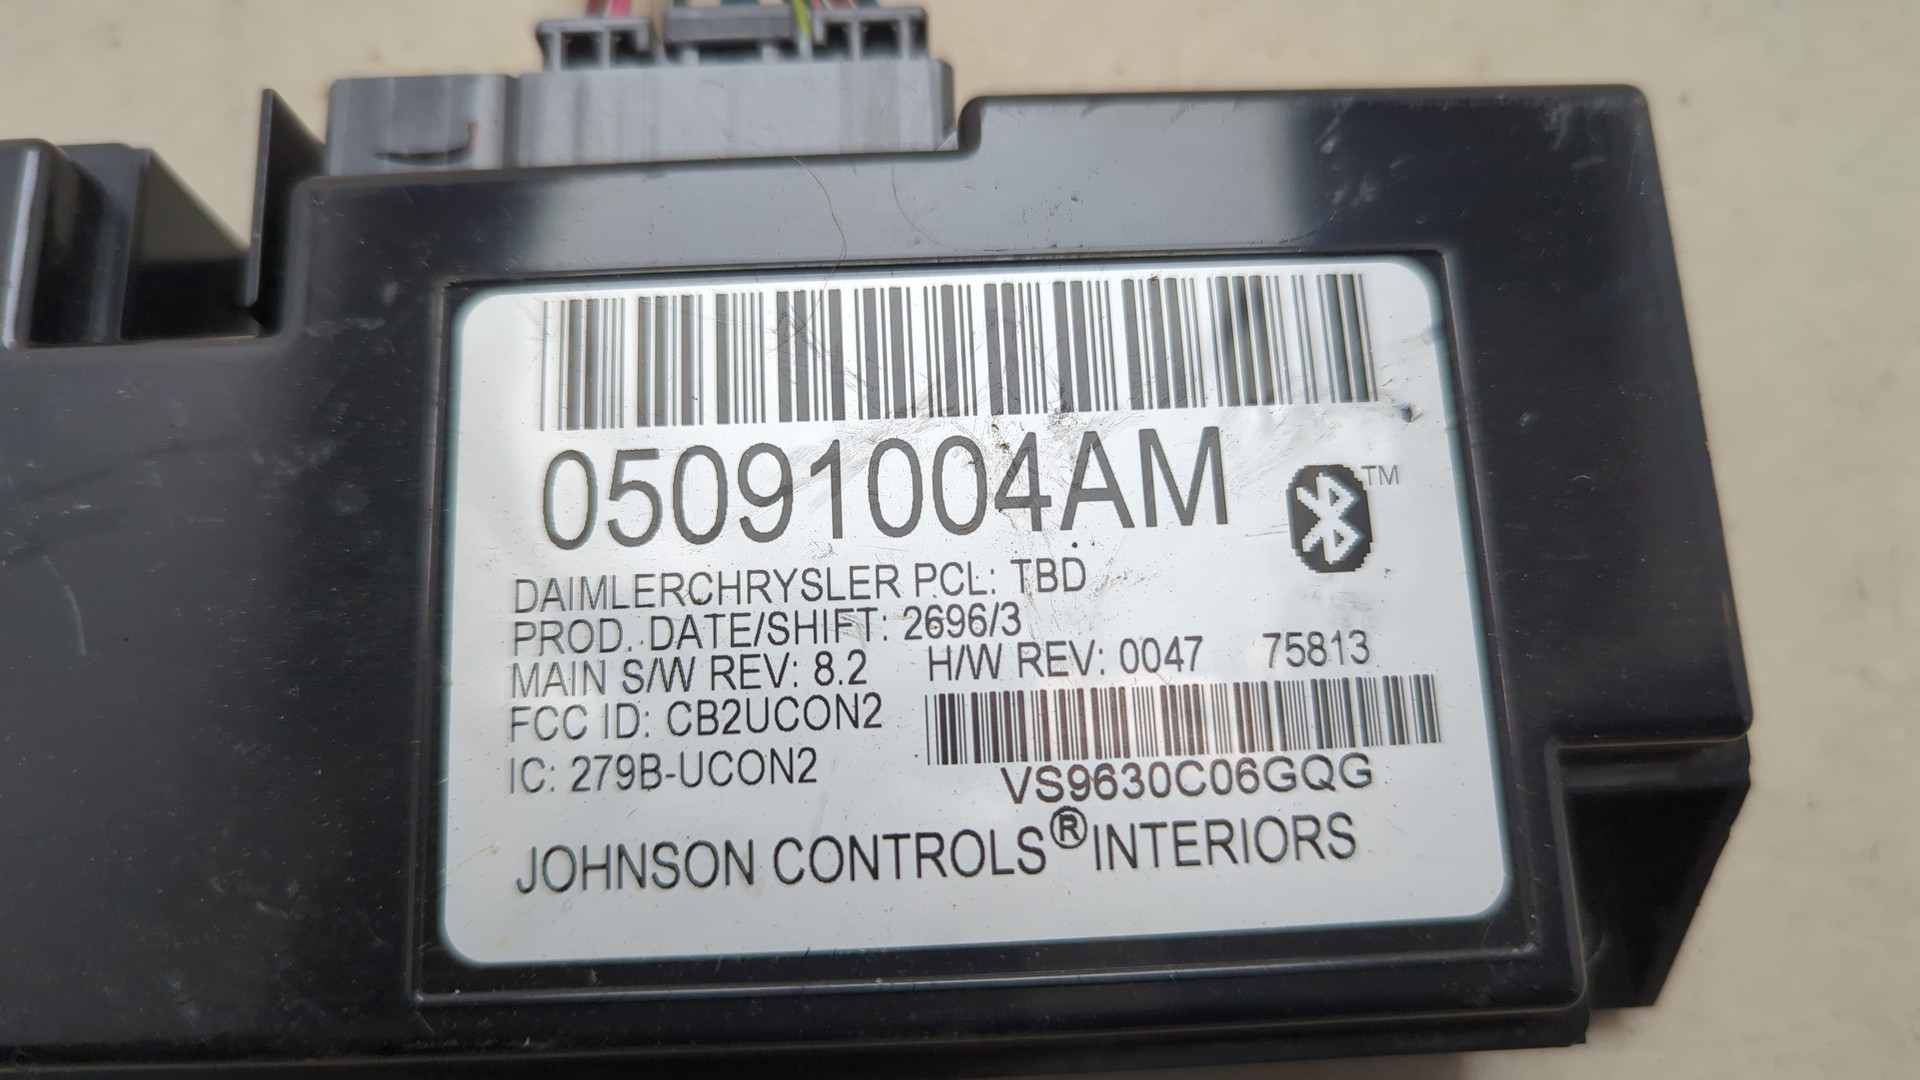 05091004AM
TM
DAIMLERCHRYSLER PCL: TBD
PROD. DATE/SHIFT: 2696/3
MAIN S/W REV: 8.2 H/W REV: 0047 75813
FCC ID: CB2UCON2
IC: 279B-UCON2
VS9630C06GQG
JOHNSON CONTROLS® INTERIORS